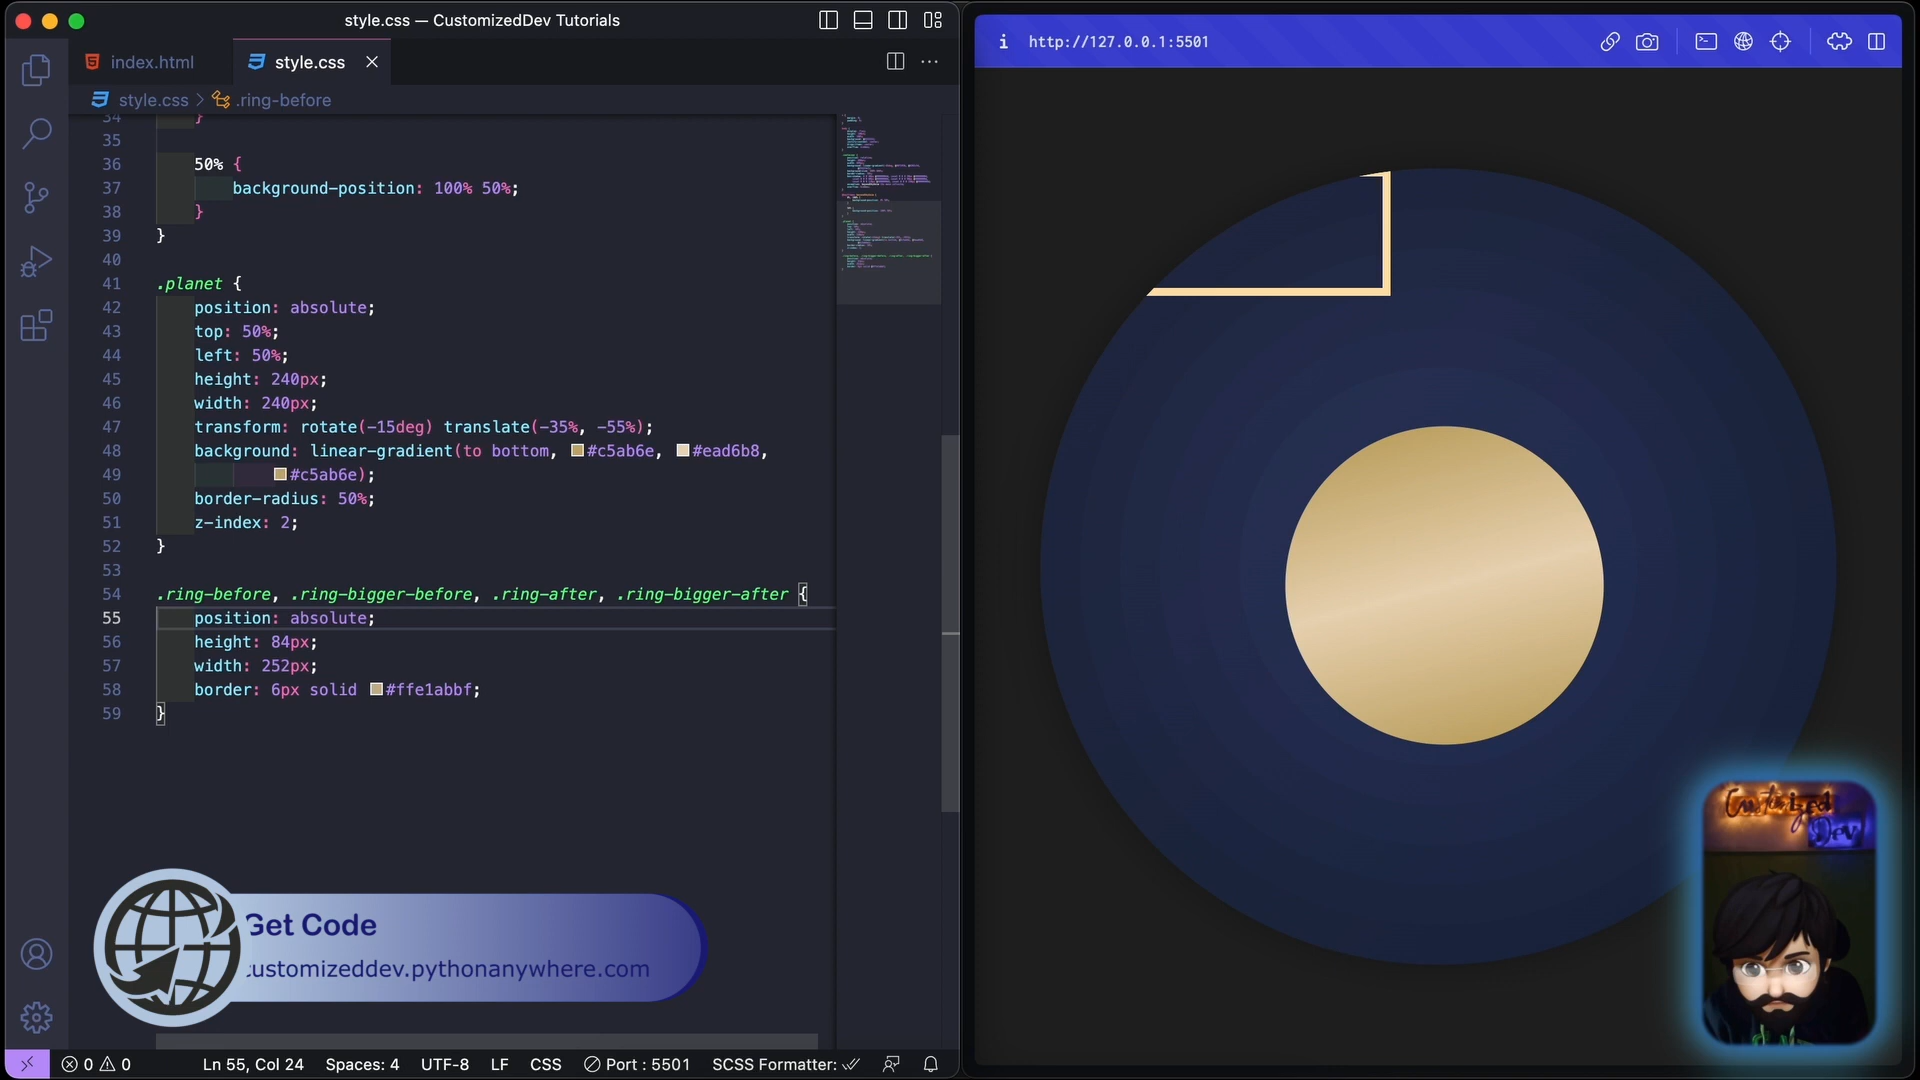 style.css — CustomizedDev Tutorials
index.html
style.css
style.css > .ring-before
34 }
35
36 50% {
37 background-position: 100% 50%;
38 }
39 }
40
41 .planet {
42 position: absolute;
43 top: 50%;
44 left: 50%;
45 height: 240px;
46 width: 240px;
47 transform: rotate(-15deg) translate(-35%, -55%);
48 background: linear-gradient(to bottom, #c5ab6e, #ead6b8,
49 #c5ab6e);
50 border-radius: 50%;
51 z-index: 2;
52 }
53
54 .ring-before, .ring-bigger-before, .ring-after, .ring-bigger-after {
55 position: absolute;
56 height: 84px;
57 width: 252px;
58 border: 6px solid #ffe1abbf;
59 }
Get Code
customizeddev.pythonanywhere.com
0 0 Ln 55, Col 24 Spaces: 4 UTF-8 LF CSS Port : 5501 SCSS Formatter:
http://127.0.0.1:5501
Customized
Dev